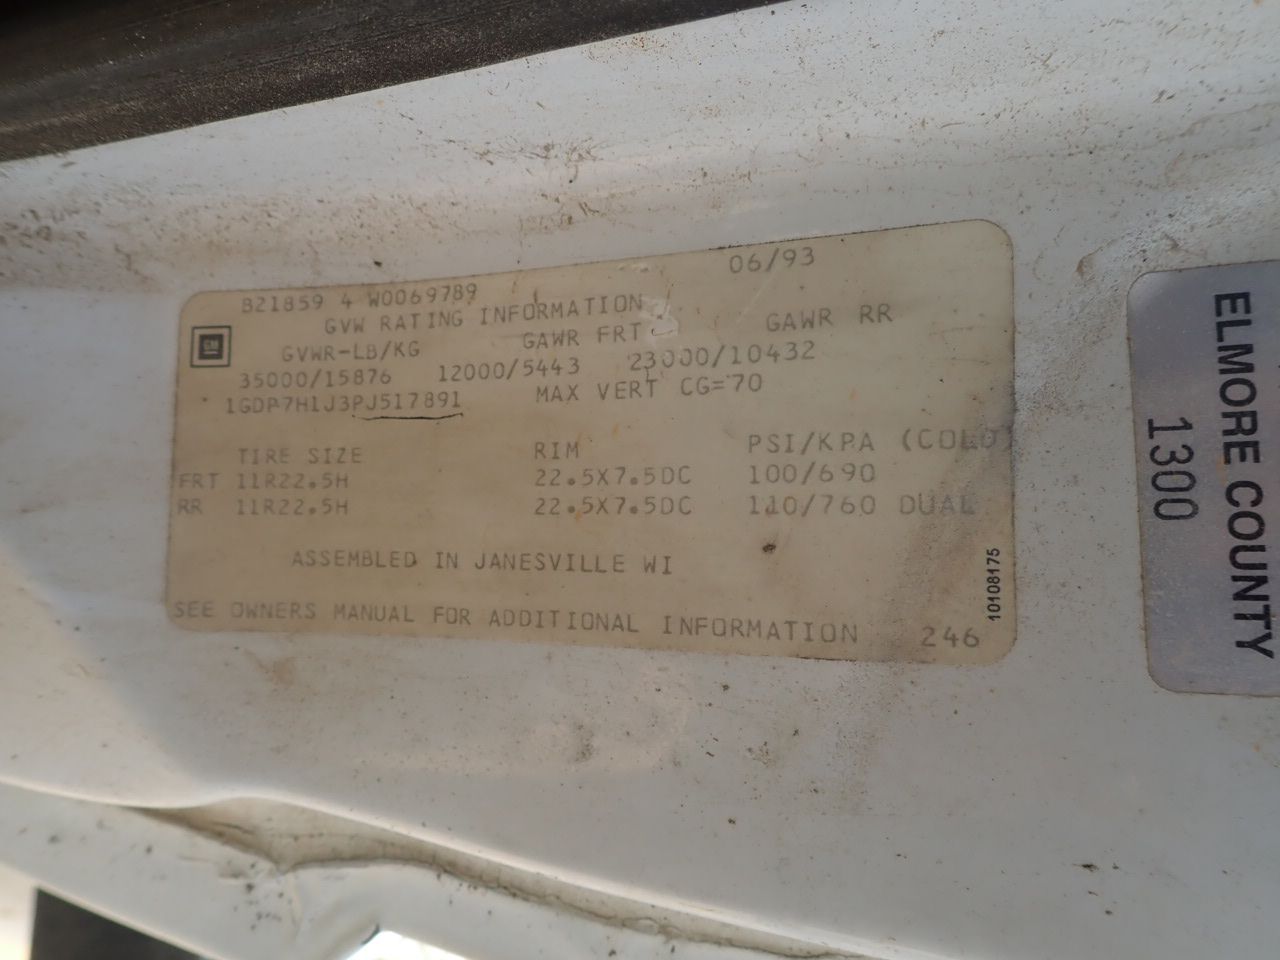 06/93
B21859 4 W0069789
GVW RATING INFORMATION
GM
GVWR-LB/KG GAWR FRT GAWR RR
35000/15876 12000/5443 23000/10432
1GDP7H1J3PJ517891 MAX VERT CG=70
TIRE SIZE RIM PSI/KPA (COLD)
FRT 11R22.5H 22.5X7.5DC 100/690
RR 11R22.5H 22.5X7.5DC 110/760 DUAL
ASSEMBLED IN JANESVILLE WI
SEE OWNERS MANUAL FOR ADDITIONAL INFORMATION 246
10108175
ELMORE COUNTY
1300